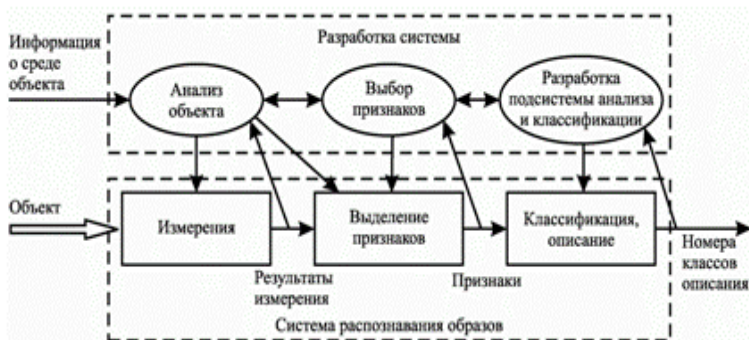 Информация
о среде
объекта
Разработка системы
Анализ
объекта
Выбор
признаков
Разработка
подсистемы анализа
и классификации
Объект
Измерения
Выделение
признаков
Классификация,
описание
Результаты
измерения
Признаки
Номера
классов
описания
Система распознавания образов